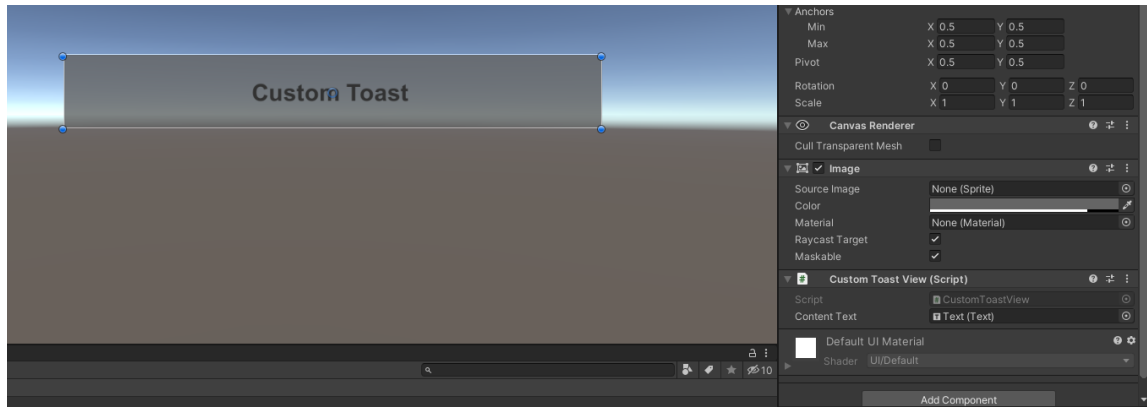 Custom Toast
10
Anchors
Min X 0.5 Y 0.5
Max X 0.5 Y 0.5
Pivot X 0.5 Y 0.5
Rotation X 0 Y 0 Z 0
Scale X 1 Y 1 Z 1
Canvas Renderer
Cull Transparent Mesh
Image
Source Image None (Sprite)
Color
Material None (Material)
Raycast Target
Maskable
# Custom Toast View (Script)
Script CustomToastView
Content Text Text (Text)
Default UI Material
Shader UI/Default
Add Component